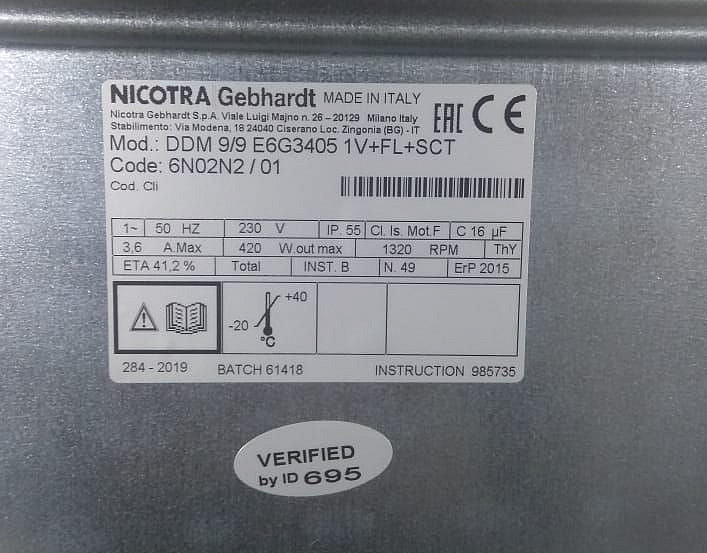 NICOTRA Gebhardt MADE IN ITALY
Nicotra Gebhardt S.p.A. Viale Luigi Majno n. 26 – 20129 Milano Italy
Stabilimento: Via Modena, 18 24040 Ciserano Loc. Zingonia (BG) - IT
EAC CE
Mod.: DDM 9/9 E6G3405 1V+FL+SCT
Code: 6N02N2 / 01
Cod. Cli
1~ 50 HZ 230 V IP. 55 Cl. Is. Mot.F C 16 µF
3,6 A.Max 420 W.out max 1320 RPM ThY
ETA 41,2 % Total INST. B N. 49 ErP 2015
-20 +40
°C
284 - 2019 BATCH 61418 INSTRUCTION 985735
VERIFIED
by ID 695